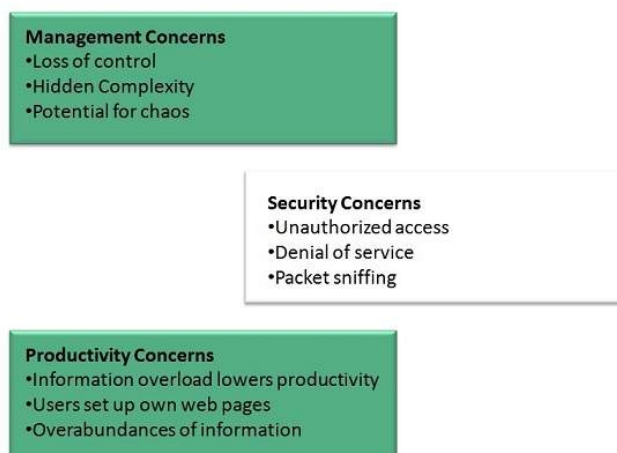 Management Concerns
•Loss of control
•Hidden Complexity
•Potential for chaos
Security Concerns
•Unauthorized access
•Denial of service
•Packet sniffing
Productivity Concerns
•Information overload lowers productivity
•Users set up own web pages
•Overabundances of information